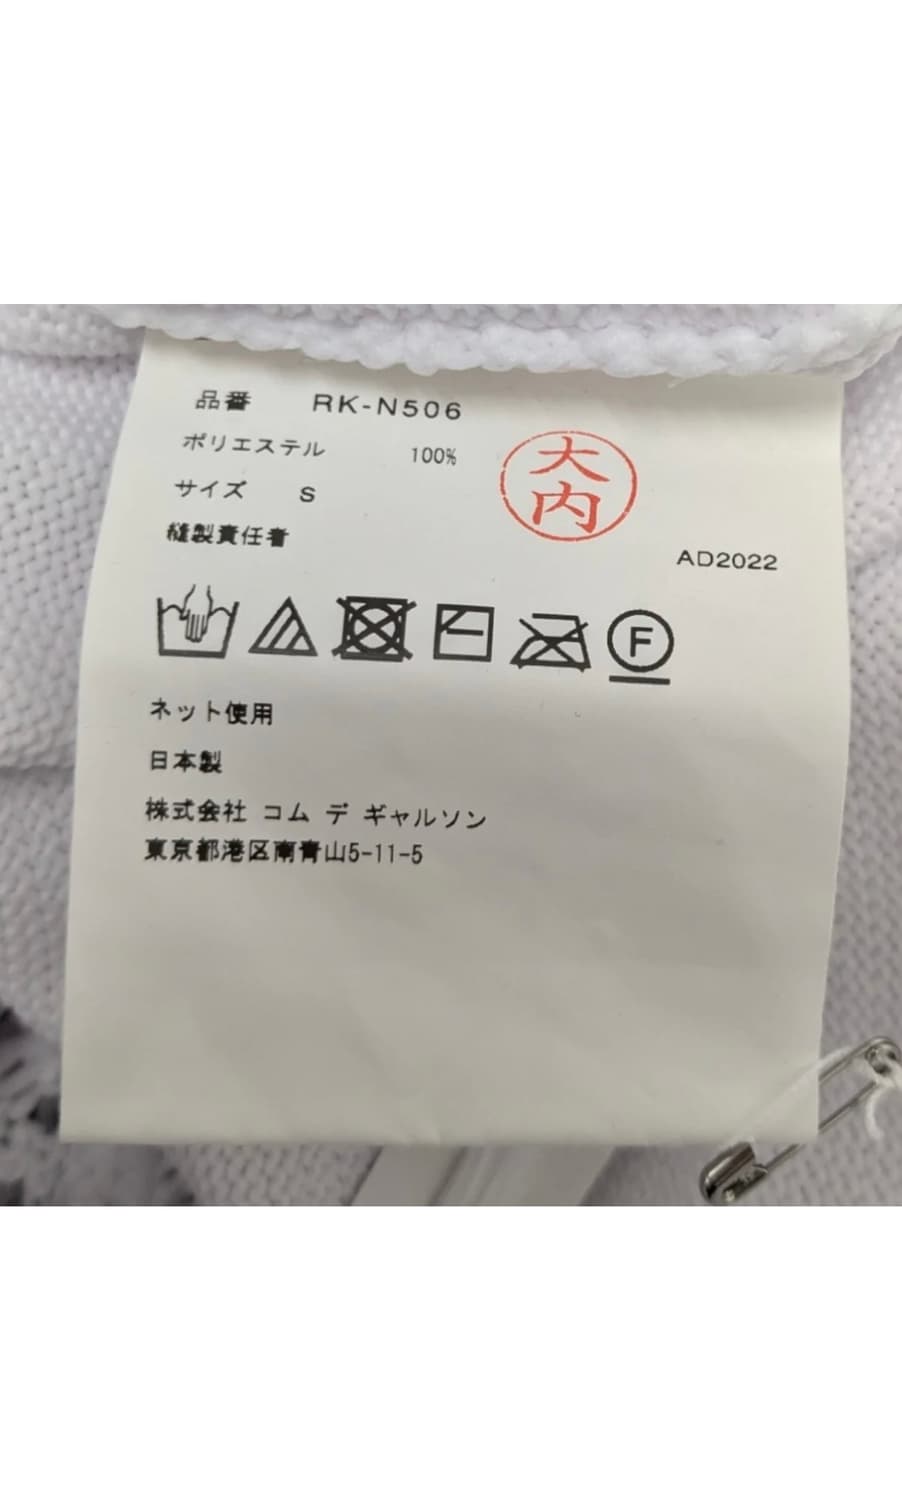 品番 RK-N506
ポリエステル 100%
サイズ S
大内
縫製責任者
AD2022
F
ネット使用
日本製
株式会社 コム デ ギャルソン
東京都港区南青山5-11-5